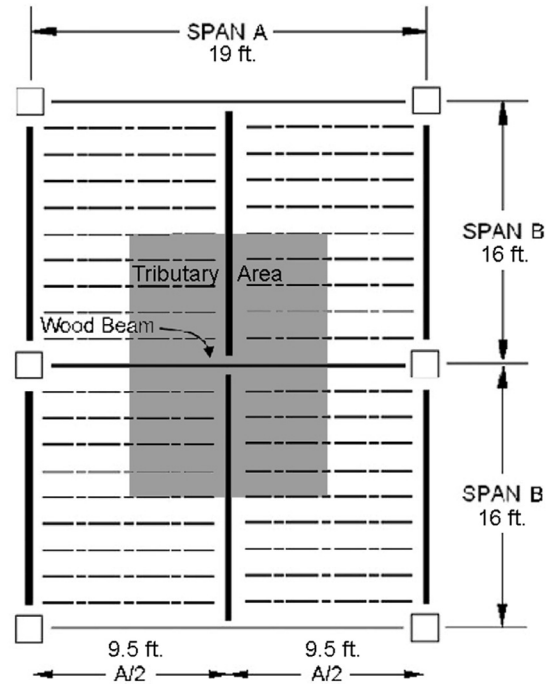 SPAN A
19 ft.
SPAN B
16 ft.
Tributary Area
Wood Beam
SPAN B
16 ft.
9.5 ft. 9.5 ft.
A/2 A/2